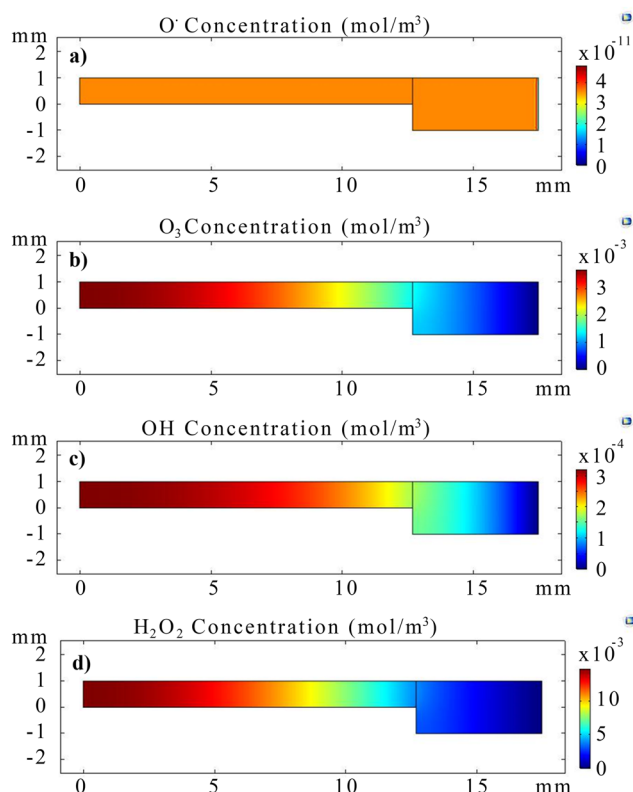 O· Concentration (mol/m³)
mm
a)
x10⁻¹¹
2
1
0
-1
-2
4
3
2
1
0
0
5
10
15
mm
O₃ Concentration (mol/m³)
mm
b)
x10⁻³
2
1
0
-1
-2
3
2
1
0
0
5
10
15
mm
OH Concentration (mol/m³)
mm
c)
x10⁻⁴
2
1
0
-1
-2
3
2
1
0
0
5
10
15
mm
H₂O₂ Concentration (mol/m³)
mm
d)
x10⁻³
2
1
0
-1
-2
10
5
0
0
5
10
15
mm